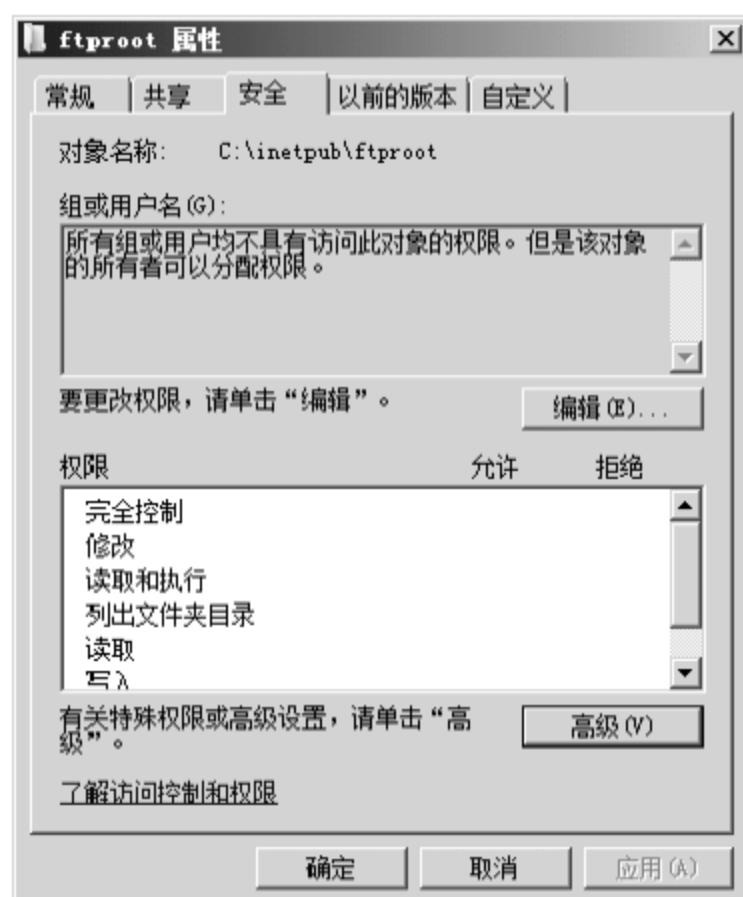 ftproot 属性
常规 共享 安全 以前的版本 自定义
对象名称: C:\inetpub\ftproot
组或用户名(G):
所有组或用户均不具有访问此对象的权限。但是该对象
的所有者可以分配权限。
要更改权限，请单击“编辑”。
编辑(E)...
权限 允许 拒绝
完全控制
修改
读取和执行
列出文件夹目录
读取
写入
有关特殊权限或高级设置，请单击“高
级”。
高级(V)
了解访问控制和权限
确定 取消 应用(A)